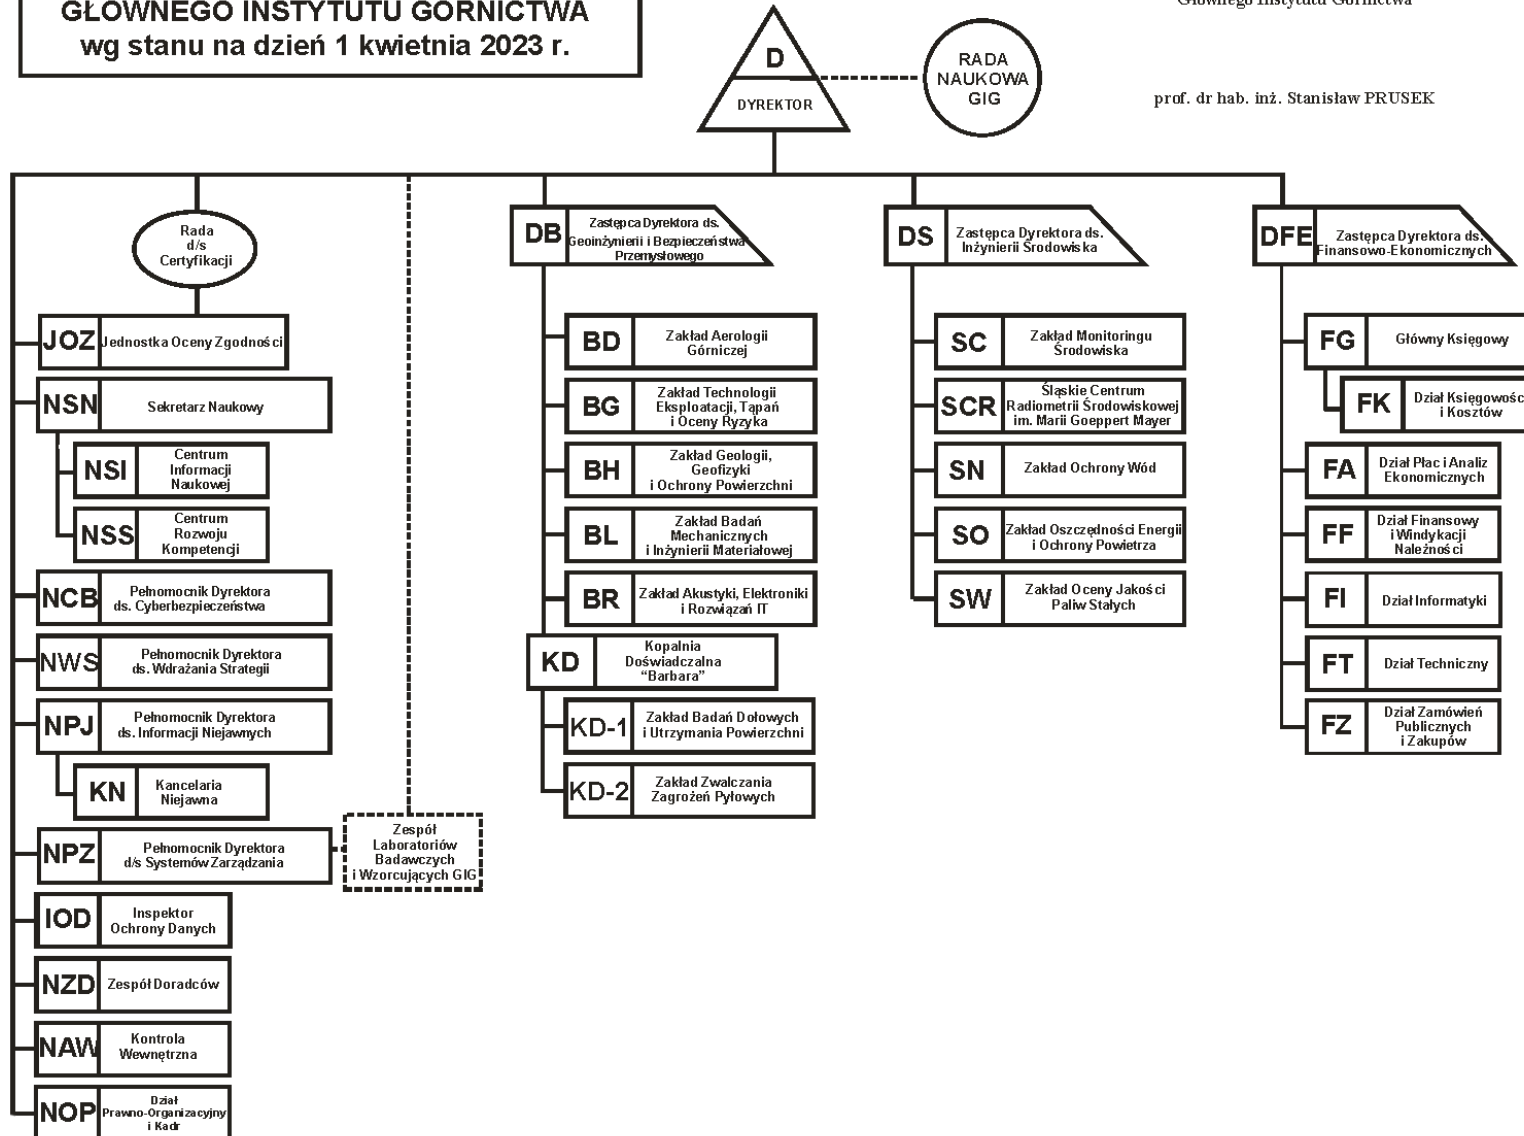 GŁÓWNEGO INSTYTUTU GÓRNICTWA
wg stanu na dzień 1 kwietnia 2023 r.
Głównego Instytutu Górnictwa
prof. dr hab. inż. Stanisław PRUSEK
D
DYREKTOR
RADA
NAUKOWA
GIG
Rada
d/s
Certyfikacji
JOZ
Jednostka Oceny Zgodności
NSN
Sekretarz Naukowy
NSI
Centrum
Informacji
Naukowej
NSS
Centrum
Rozwoju
Kompetencji
NCB
Pełnomocnik Dyrektora
ds. Cyberbezpieczeństwa
NWS
Pełnomocnik Dyrektora
ds. Wdrażania Strategii
NPJ
Pełnomocnik Dyrektora
ds. Informacji Niejawnych
KN
Kancelaria
Niejawna
NPZ
Pełnomocnik Dyrektora
d/s Systemów Zarządzania
Zespół
Laboratoriów
Badawczych
i Wzorcujących GIG
IOD
Inspektor
Ochrony Danych
NZD
Zespół Doradców
NAW
Kontrola
Wewnętrzna
NOP
Dział
Prawno-Organizacyjny
i Kadr
DB
Zastępca Dyrektora ds.
Geoinżynierii i Bezpieczeństwa
Przemysłowego
BD
Zakład Aerologii
Górniczej
BG
Zakład Technologii
Eksploatacji, Tąpań
i Oceny Ryzyka
BH
Zakład Geologii,
Geofizyki
i Ochrony Powierzchni
BL
Zakład Badań
Mechanicznych
i Inżynierii Materiałowej
BR
Zakład Akustyki, Elektroniki
i Rozwiązań IT
KD
Kopalnia
Doświadczalna
“Barbara”
KD-1
Zakład Badań Dołowych
i Utrzymania Powierzchni
KD-2
Zakład Zwalczania
Zagrożeń Pyłowych
DS
Zastępca Dyrektora ds.
Inżynierii Środowiska
SC
Zakład Monitoringu
Środowiska
SCR
Śląskie Centrum
Radiometrii Środowiskowej
im. Marii Goeppert Mayer
SN
Zakład Ochrony Wód
SO
Zakład Oszczędności Energii
i Ochrony Powietrza
SW
Zakład Oceny Jakości
Paliw Stałych
DFE
Zastępca Dyrektora ds.
Finansowo-Ekonomicznych
FG
Główny Księgowy
FK
Dział Księgowośc
i Kosztów
FA
Dział Płac i Analiz
Ekonomicznych
FF
Dział Finansowy
i Windykacji
Należności
FI
Dział Informatyki
FT
Dział Techniczny
FZ
Dział Zamówień
Publicznych
i Zakupów